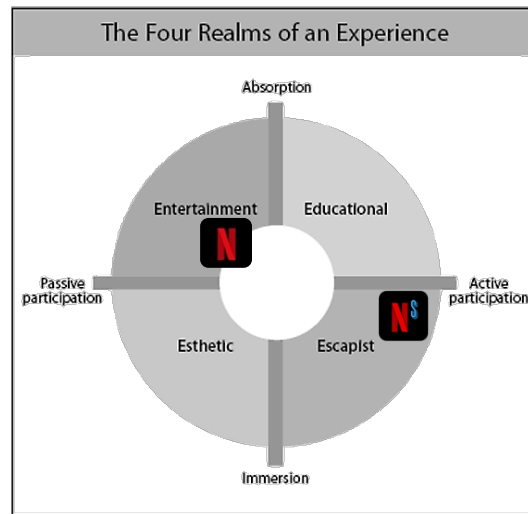 The Four Realms of an Experience
Absorption
Entertainment
Educational
N
Passive
participation
Active
participation
N S
Esthetic
Escapist
Immersion